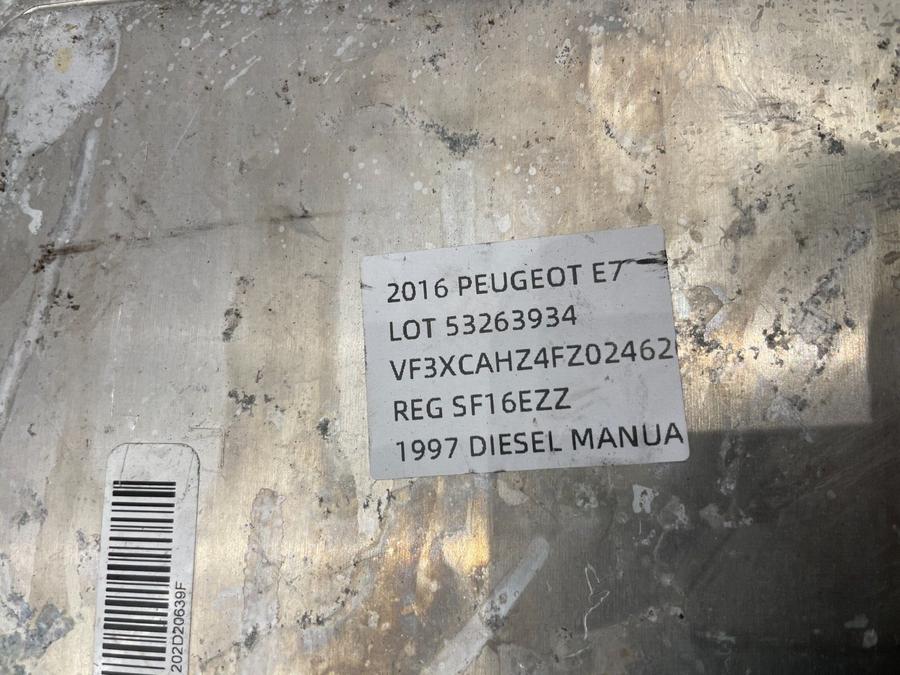 2016 PEUGEOT E7
LOT 53263934
VF3XCAHZ4FZ02462
REG SF16EZZ
1997 DIESEL MANUA
202D20639F